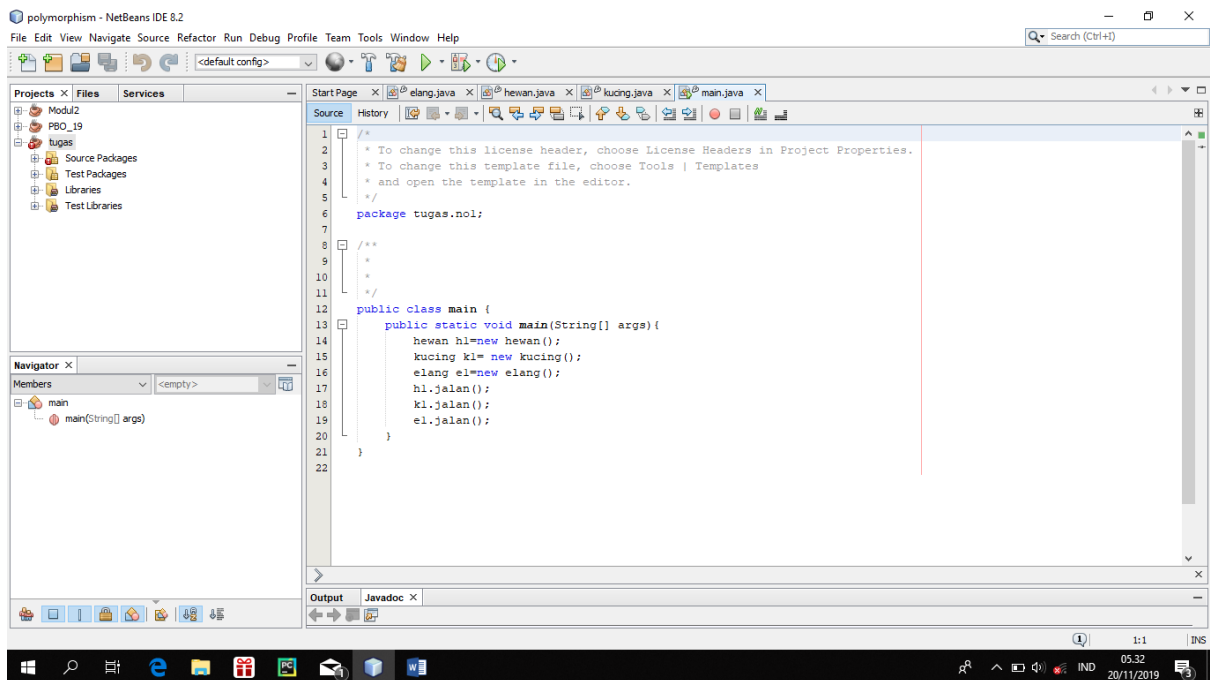 polymorphism - NetBeans IDE 8.2
File Edit View Navigate Source Refactor Run Debug Profile Team Tools Window Help
Search (Ctrl+I)
<default config>
Projects Files Services
Modul2
PBO_19
tugas
Source Packages
Test Packages
Libraries
Test Libraries
Navigator
Members <empty>
main
main(String[] args)
Start Page elang.java hewan.java kucing.java main.java
Source History
1 /*
2 * To change this license header, choose License Headers in Project Properties.
3 * To change this template file, choose Tools | Templates
4 * and open the template in the editor.
5 */
6 package tugas.no1;
7
8 /**
9 *
10 *
11 */
12 public class main {
13 public static void main(String[] args){
14 hewan h1=new hewan();
15 kucing k1= new kucing();
16 elang e1=new elang();
17 h1.jalan();
18 k1.jalan();
19 e1.jalan();
20 }
21 }
22
Output Javadoc
1 1:1 INS
PC
IND
05.32
20/11/2019
3